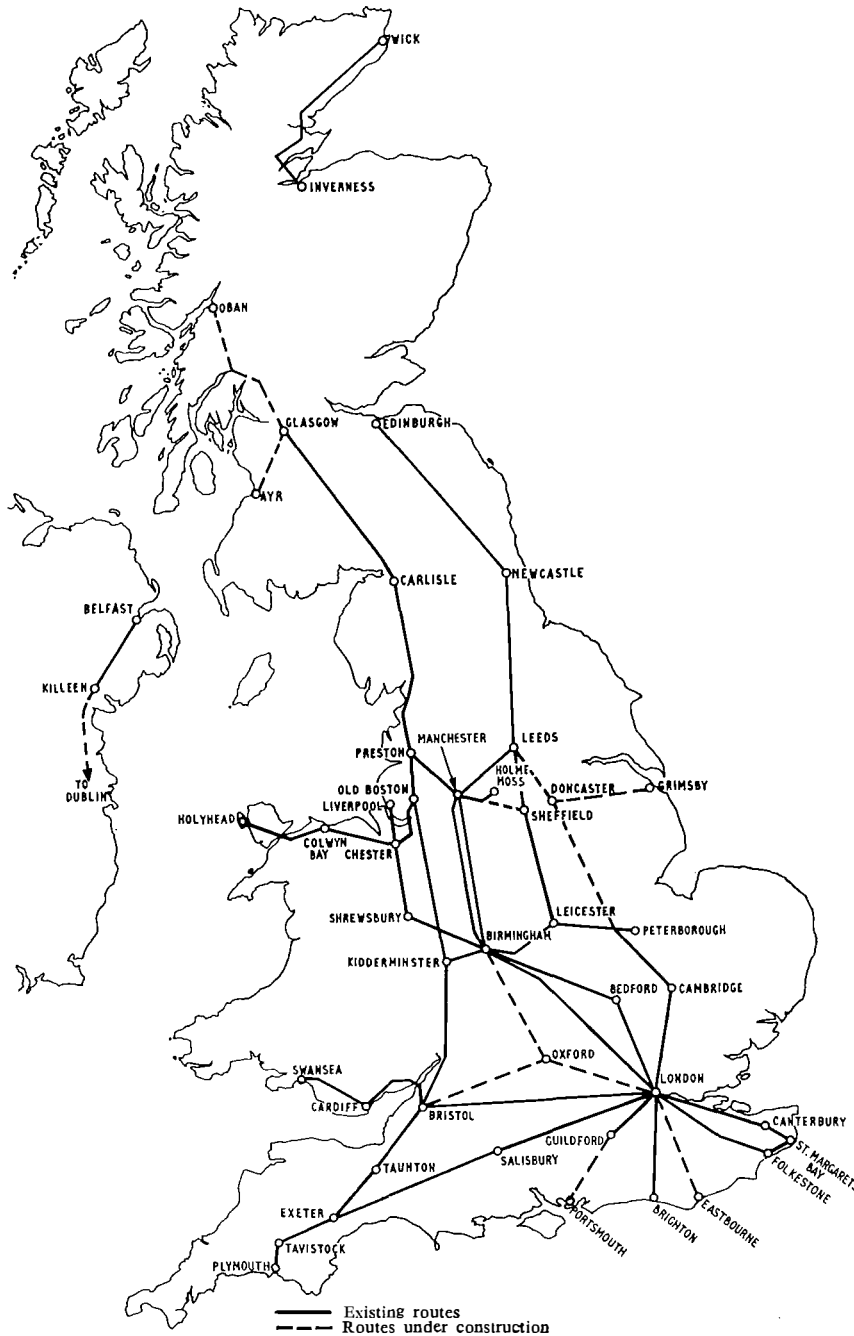 WICK
INVERNESS
OBAN
GLASGOW
EDINBURGH
AYR
CARLISLE
NEWCASTLE
BELFAST
KILLEEN
TO
DUBLIN
MANCHESTER
LEEDS
PRESTON
HOLME
MOSS
OLD BOSTON
DONCASTER
GRIMSBY
LIVERPOOL
HOLYHEAD
SHEFFIELD
COLWYN
BAY
CHESTER
SHREWSBURY
LEICESTER
PETERBOROUGH
BIRMINGHAM
KIDDERMINSTER
BEDFORD
CAMBRIDGE
OXFORD
SWANSEA
LONDON
CARDIFF
BRISTOL
CANTERBURY
GUILDFORD
SALISBURY
ST. MARGARETS
BAY
FOLKESTONE
TAUNTON
EXETER
PORTSMOUTH
BRIGHTON
EASTBOURNE
TAVISTOCK
PLYMOUTH
Existing routes
Routes under construction